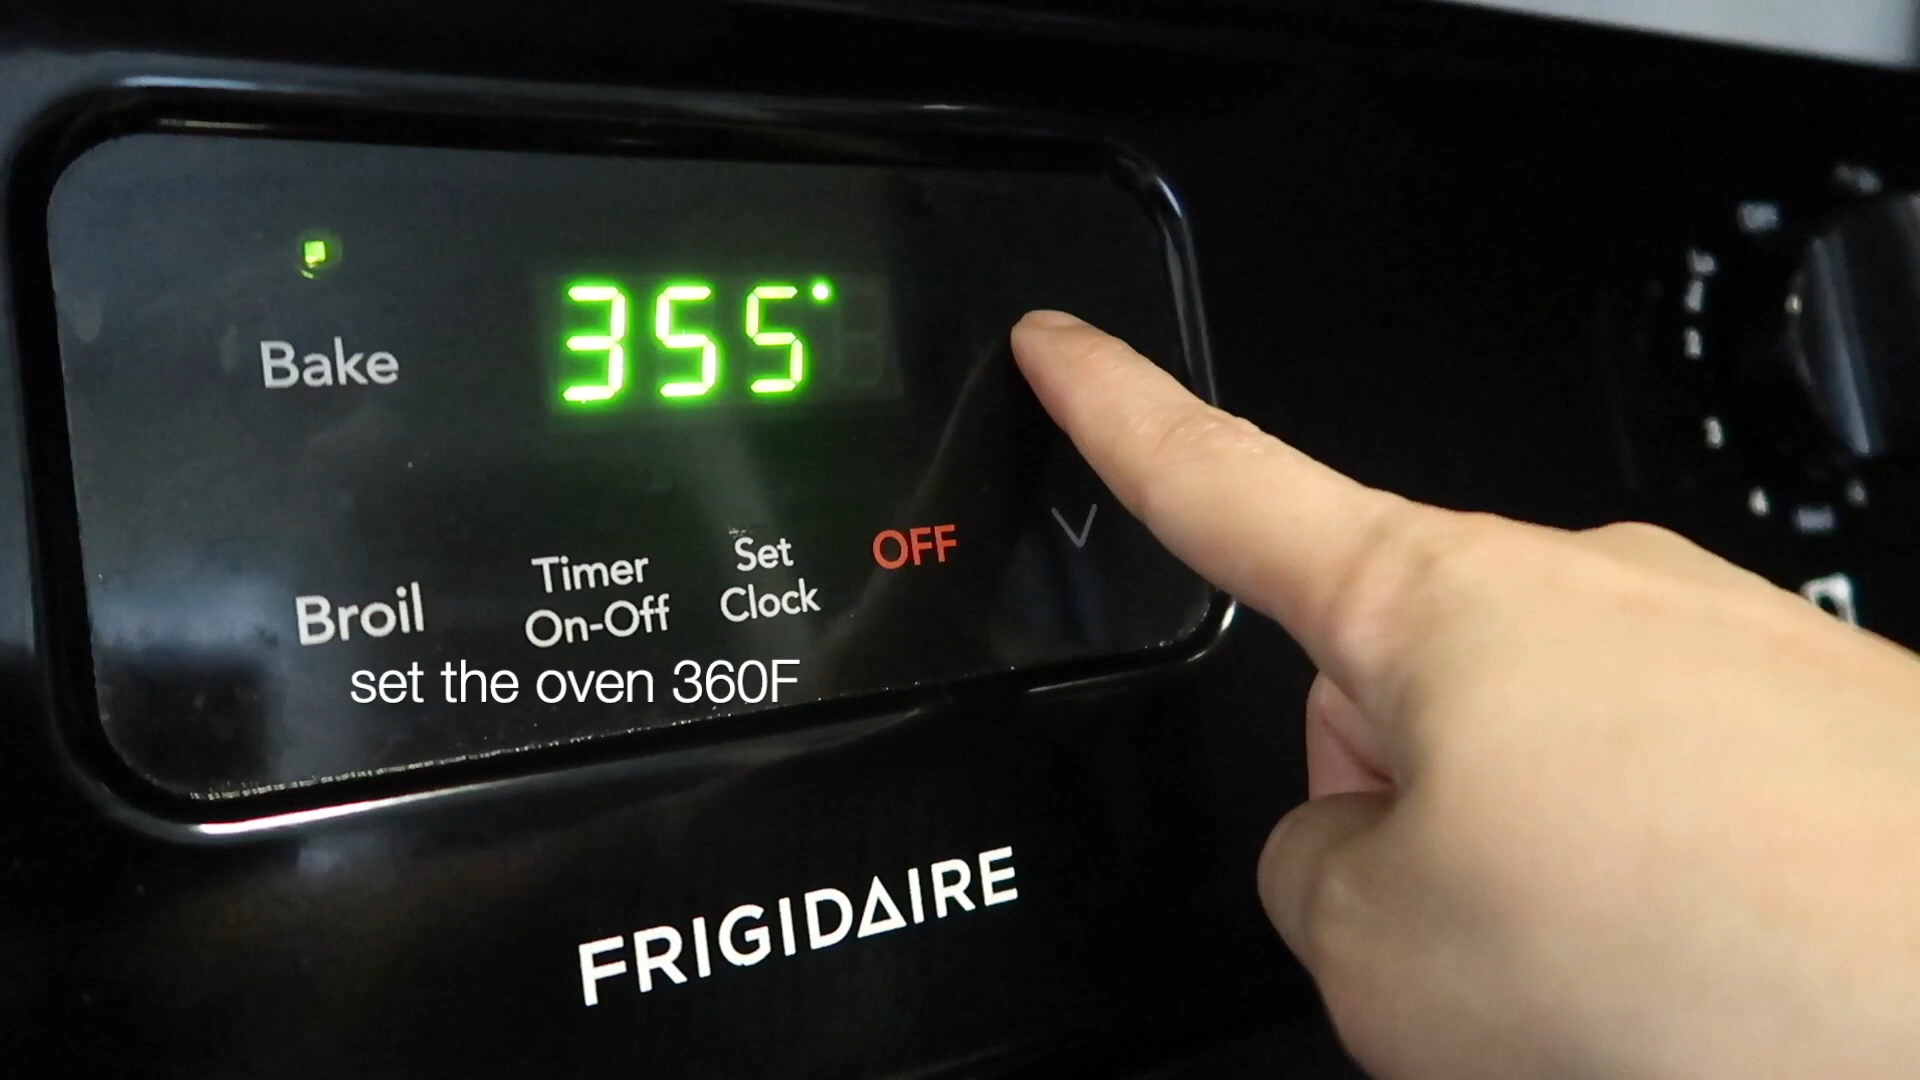 355°
Bake
OFF
Set
Clock
Timer
On-Off
Broil
set the oven 360F
FRIGIDAIRE